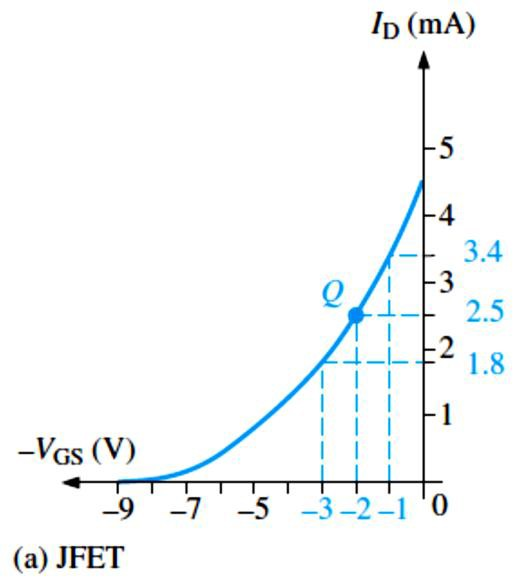 I_D (mA)
5
4
3.4
3
Q
2.5
2
1.8
1
–V_GS (V)
–9 –7 –5 –3 –2 –1 0
(a) JFET